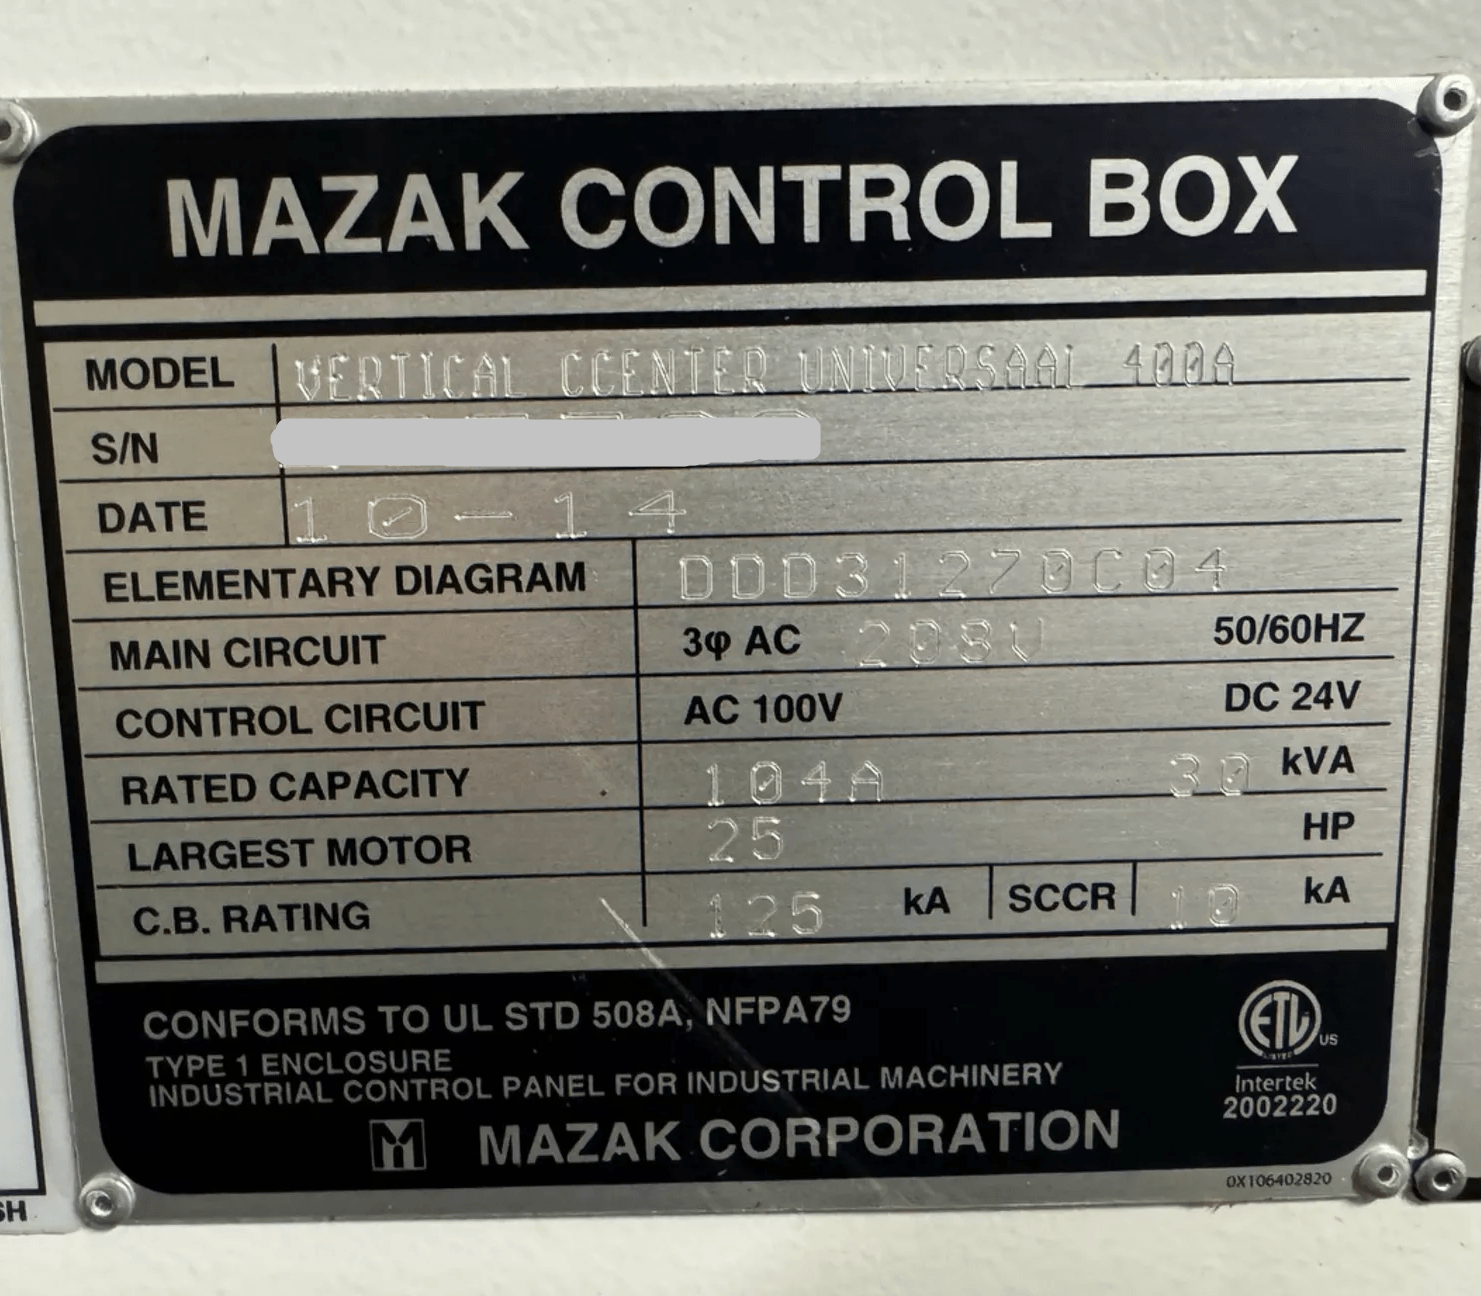 MAZAK CONTROL BOX
MODEL VERTICAL CCENTER UNIVERSAAL 400A
S/N
DATE 10-14
ELEMENTARY DIAGRAM DDD31270C04
MAIN CIRCUIT 3φ AC 208V 50/60HZ
CONTROL CIRCUIT AC 100V DC 24V
RATED CAPACITY 104A 30 kVA
LARGEST MOTOR 25 HP
C.B. RATING 125 kA SCCR 10 kA
CONFORMS TO UL STD 508A, NFPA79
TYPE 1 ENCLOSURE
INDUSTRIAL CONTROL PANEL FOR INDUSTRIAL MACHINERY
ETL US
LISTED
Intertek
2002220
MAZAK CORPORATION
0X106402820